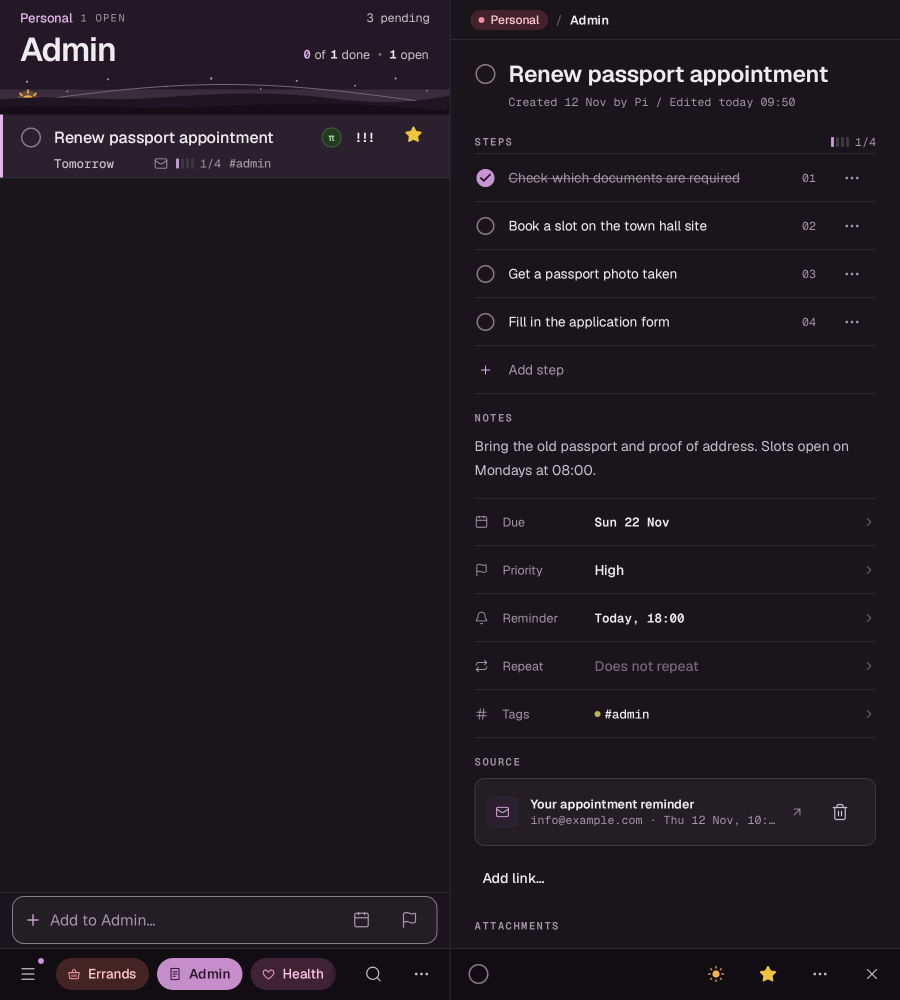 Personal 1 OPEN
3 pending
Admin
0 of 1 done • 1 open
Renew passport appointment
π
!!!
Tomorrow
1/4 #admin
Add to Admin…
Errands
Admin
Health
Personal / Admin
Renew passport appointment
Created 12 Nov by Pi / Edited today 09:50
STEPS
1/4
Check which documents are required
01
Book a slot on the town hall site
02
Get a passport photo taken
03
Fill in the application form
04
Add step
NOTES
Bring the old passport and proof of address. Slots open on
Mondays at 08:00.
Due
Sun 22 Nov
Priority
High
Reminder
Today, 18:00
Repeat
Does not repeat
Tags
#admin
SOURCE
Your appointment reminder
info@example.com · Thu 12 Nov, 10:…
Add link…
ATTACHMENTS